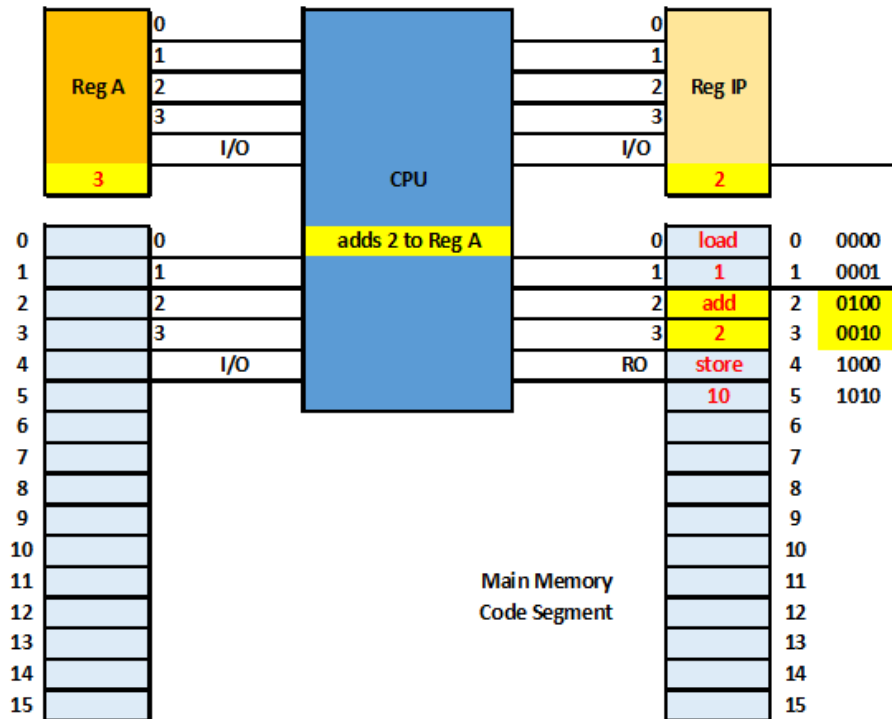 0 0
1 1
Reg A 2 2 Reg IP
3 3
I/O I/O
3 CPU 2
0 0 adds 2 to Reg A 0 load 0 0000
1 1 1 1 1 0001
2 2 2 add 2 0100
3 3 3 2 3 0010
4 I/O RO store 4 1000
5 10 5 1010
6 6
7 7
8 8
9 9
10 10
11 Main Memory 11
12 Code Segment 12
13 13
14 14
15 15